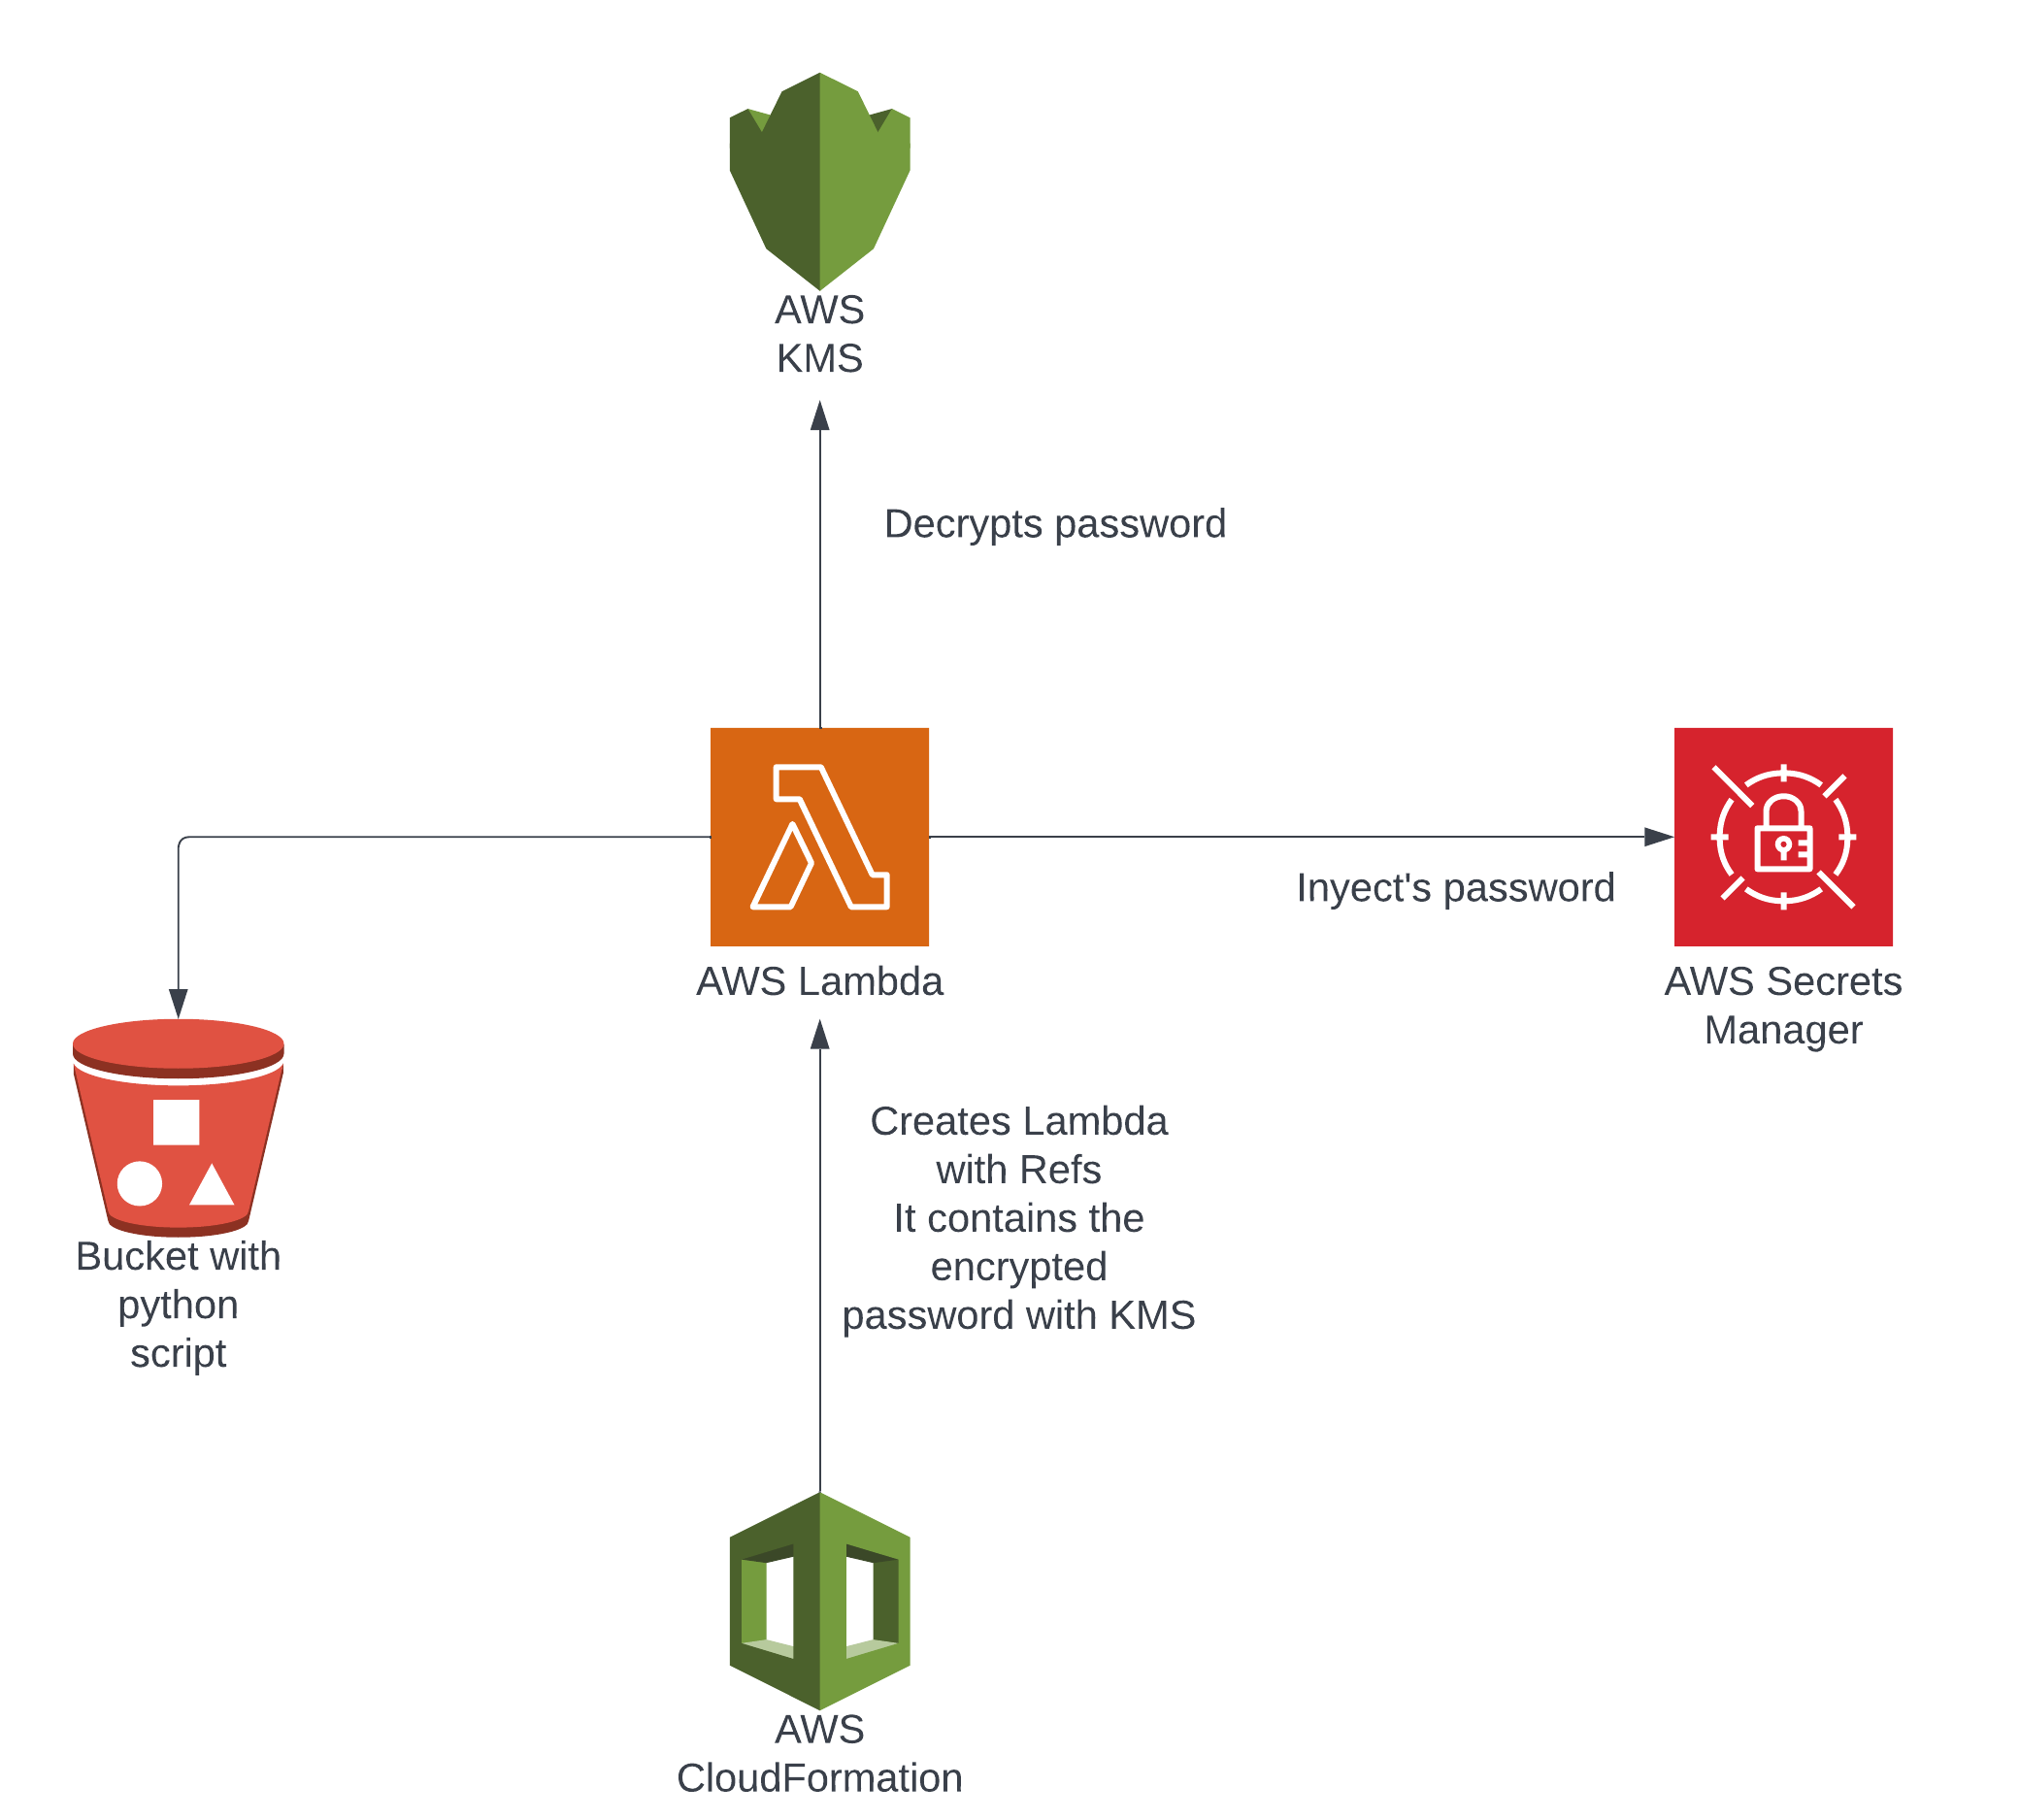 AWS
KMS
Decrypts password
Inyect's password
AWS Lambda
AWS Secrets
Manager
Creates Lambda
with Refs
It contains the
encrypted
password with KMS
Bucket with
python
script
AWS
CloudFormation